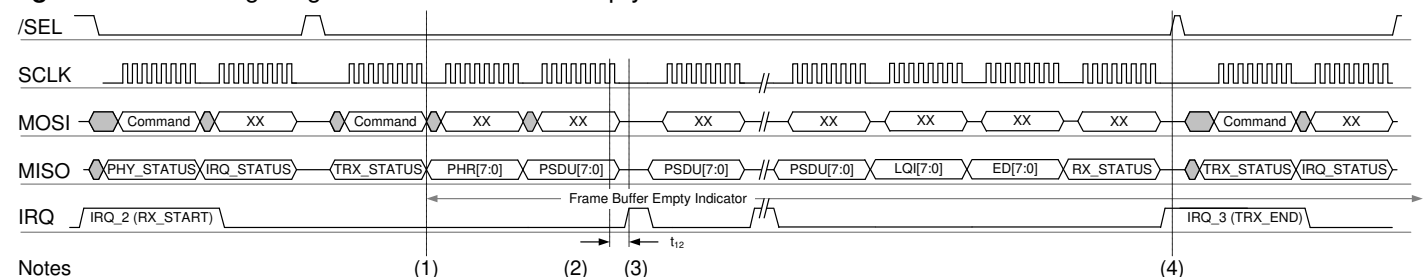 /SEL
SCLK
MOSI Command XX Command XX XX XX XX XX XX XX Command XX
MISO PHY_STATUS IRQ_STATUS TRX_STATUS PHR[7:0] PSDU[7:0] PSDU[7:0] PSDU[7:0] LQI[7:0] ED[7:0] RX_STATUS TRX_STATUS IRQ_STATUS
Frame Buffer Empty Indicator
IRQ IRQ_2 (RX_START) IRQ_3 (TRX_END)
t12
Notes (1) (2) (3) (4)